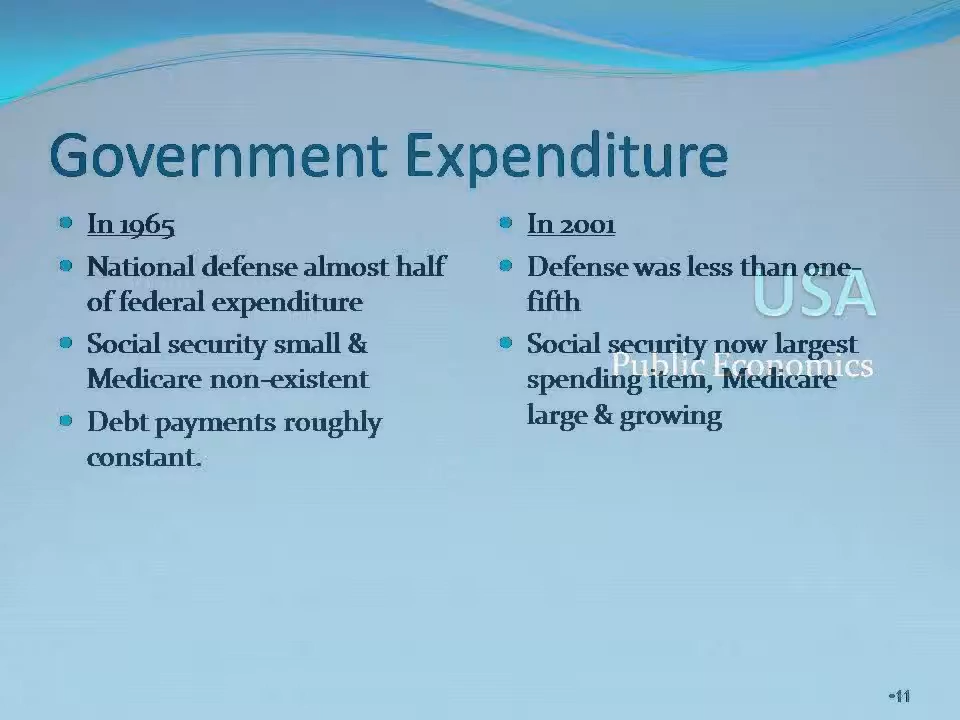 Government Expenditure
In 1965
National defense almost half
of federal expenditure
Social security small &
Medicare non-existent
Debt payments roughly
constant.
In 2001
Defense was less than one-
fifth
Social security now largest
spending item, Medicare
large & growing
USA
Public Economics
11